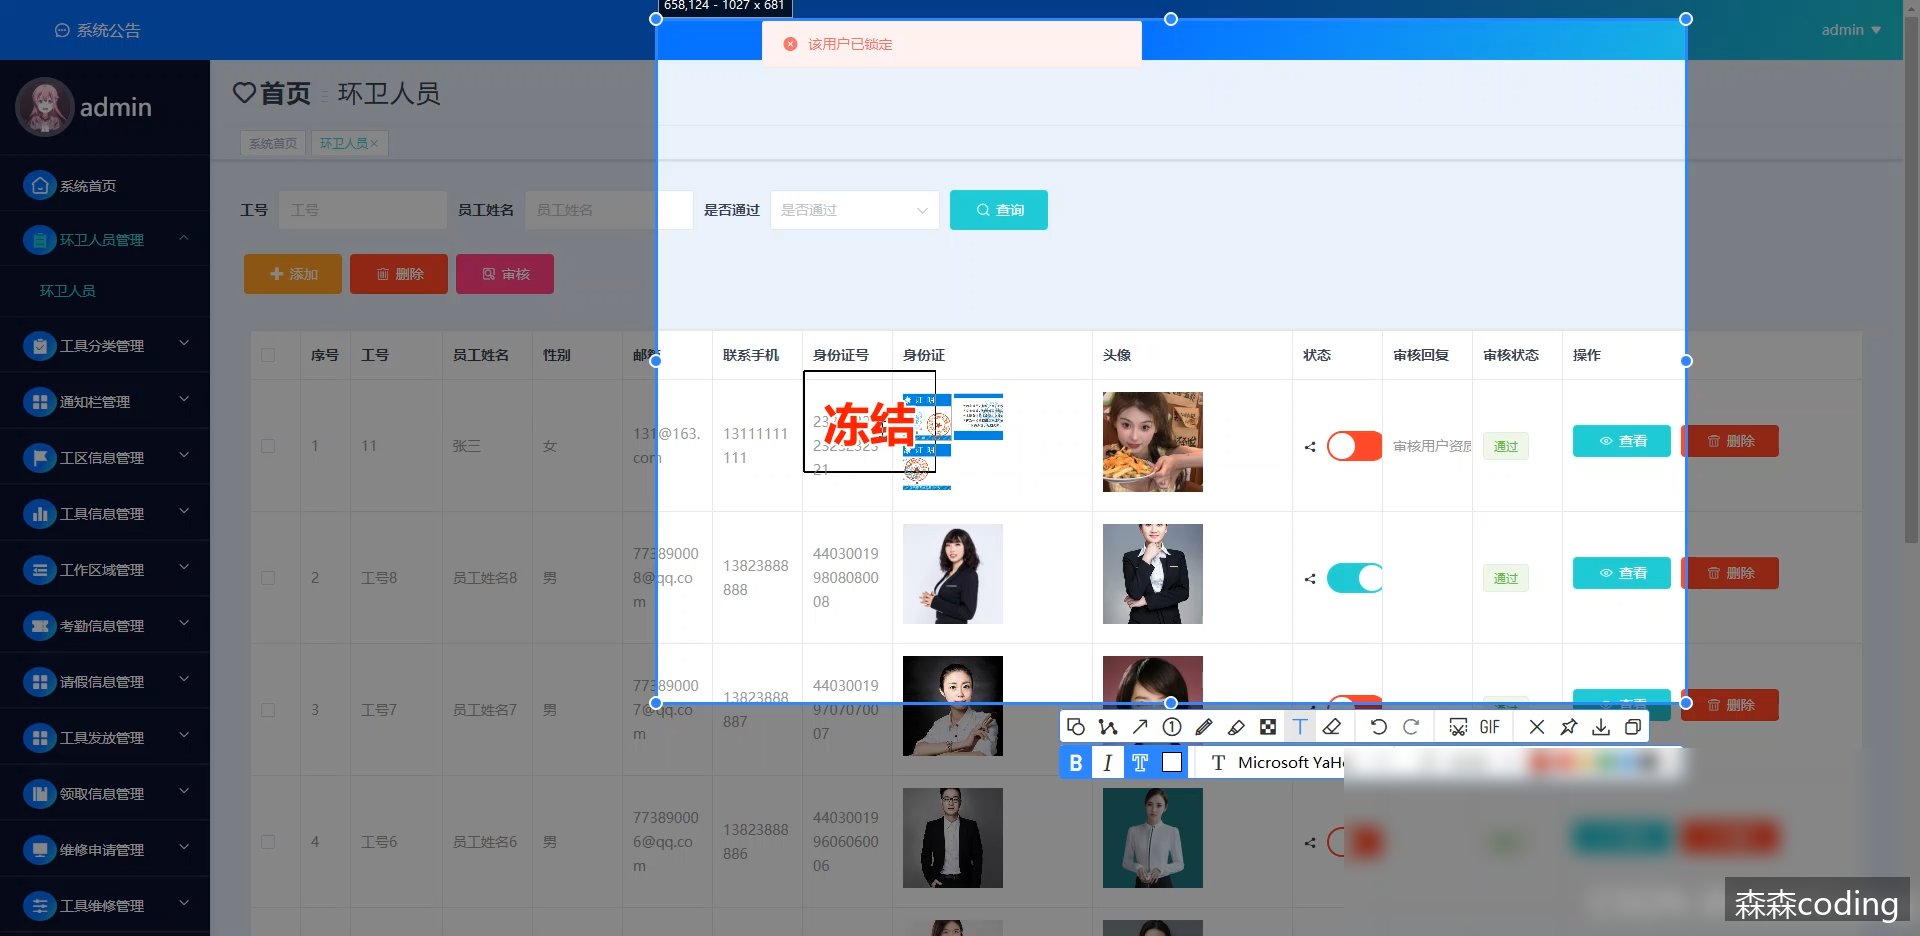 658,124 - 1027 x 681
系统公告
该用户已锁定
admin
admin
首页
环卫人员
系统首页
环卫人员×
系统首页
环卫人员管理
环卫人员
工具分类管理
通知栏管理
工区信息管理
工具信息管理
工作区域管理
考勤信息管理
请假信息管理
工具发放管理
领取信息管理
维修申请管理
工具维修管理
工号 工号 员工姓名 员工姓名 是否通过 是否通过 查询
添加 删除 审核
序号 工号 员工姓名 性别 邮箱 联系手机 身份证号 身份证 头像 状态 审核回复 审核状态 操作
1 11 张三 女 131@163.com 13111111111 冻结 审核用户资质 通过 查看 删除
2 工号8 员工姓名8 男 773890008@qq.com 13823888888 440300199808080008 通过 查看 删除
3 工号7 员工姓名7 男 773890007@qq.com 13823888887 440300199707070007 通过 查看 删除
4 工号6 员工姓名6 男 773890006@qq.com 13823888886 440300199606060006
GIF
B I T T Microsoft YaHe
森森coding